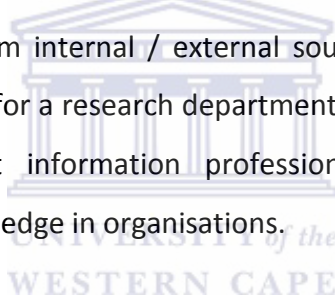 m internal / external sou
for a research department
t information profession
edge in organisations.
UNIVERSITY of the
WESTERN CAPE